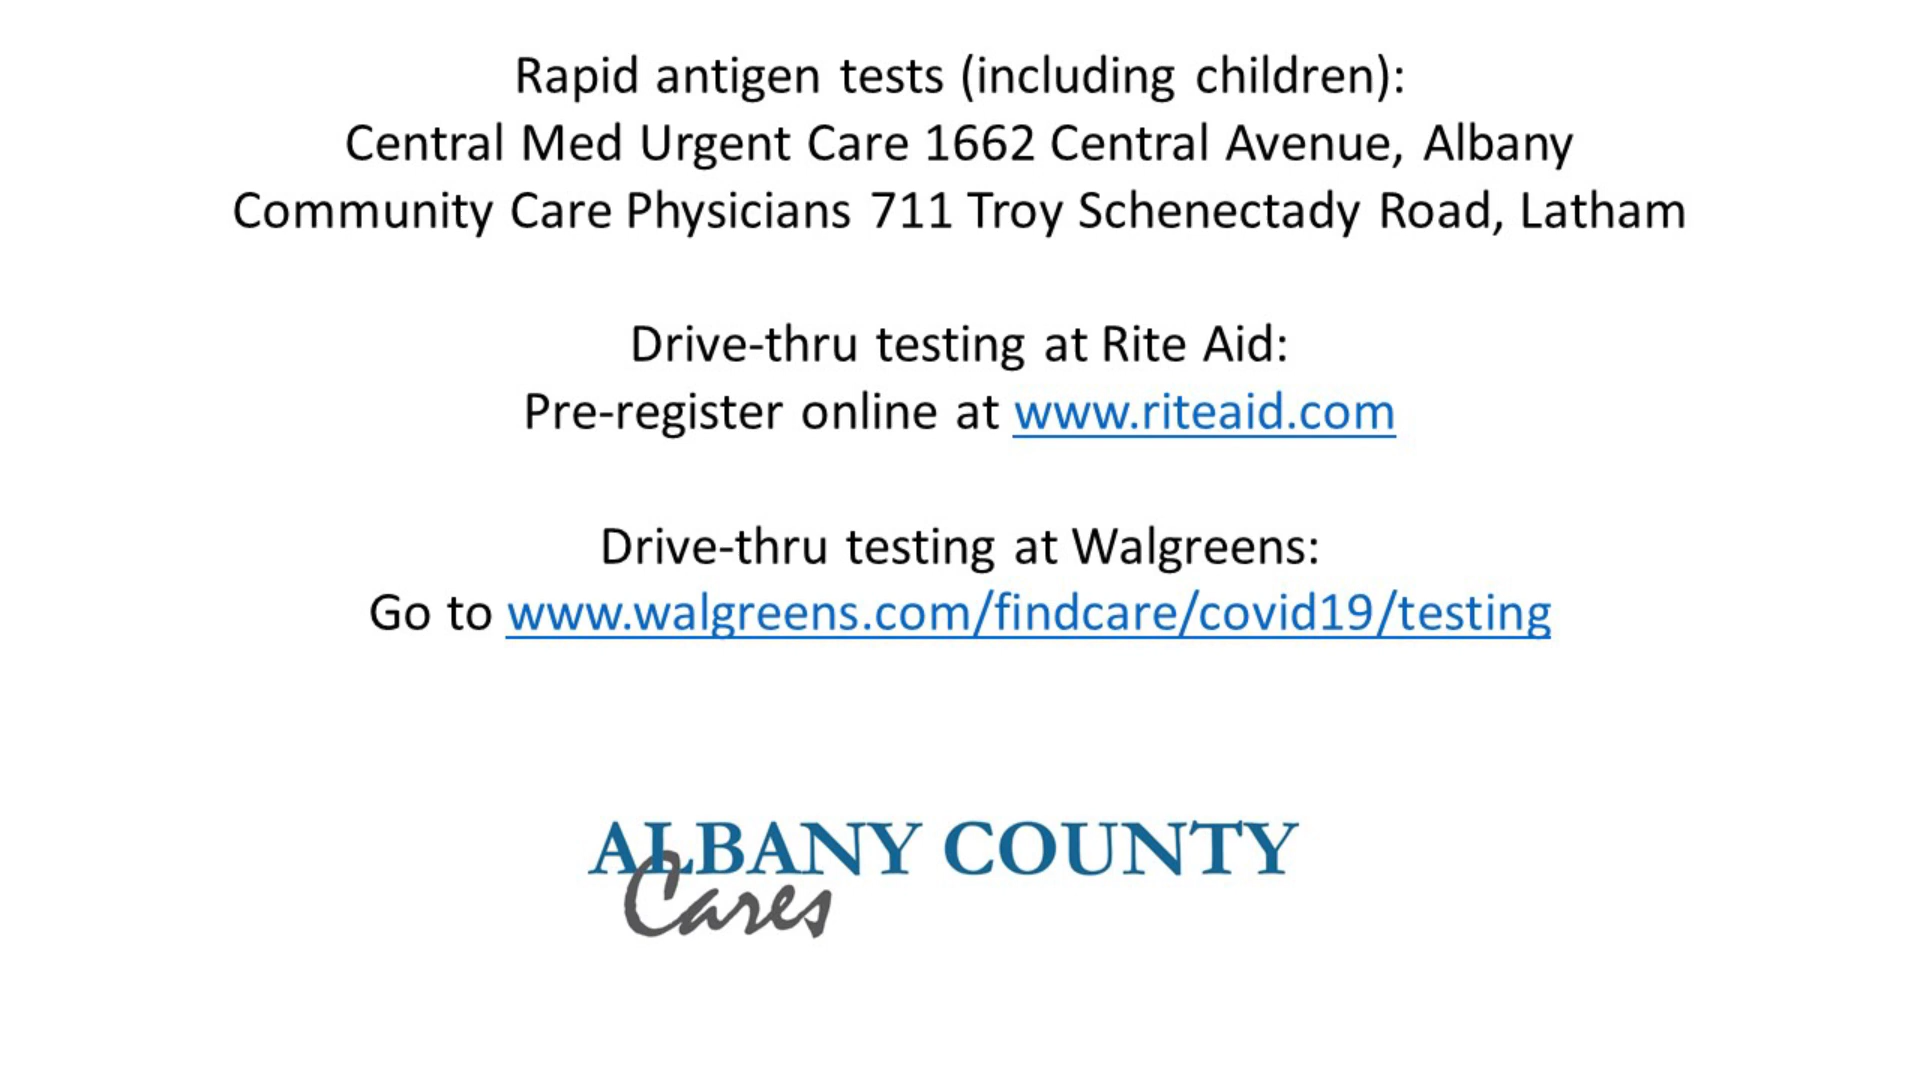 Rapid antigen tests (including children):
Central Med Urgent Care 1662 Central Avenue, Albany
Community Care Physicians 711 Troy Schenectady Road, Latham
Drive-thru testing at Rite Aid:
Pre-register online at www.riteaid.com
Drive-thru testing at Walgreens:
Go to www.walgreens.com/findcare/covid19/testing
ALBANY COUNTY
Cares